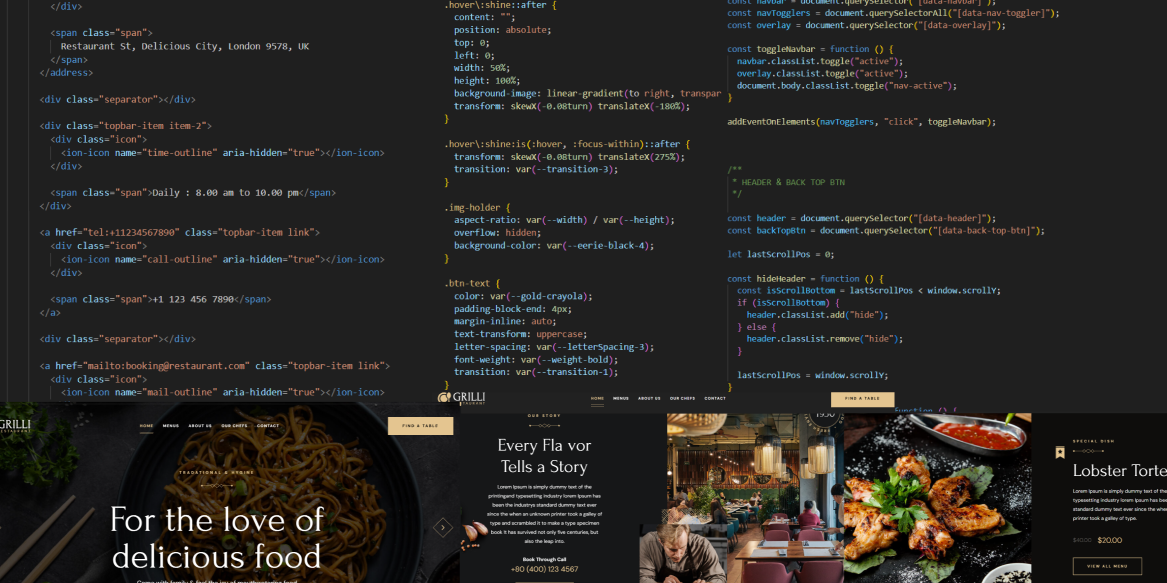 </div>
<span class="span">
Restaurant St, Delicious City, London 9578, UK
</span>
</address>
<div class="separator"></div>
<div class="topbar-item item-2">
<div class="icon">
<ion-icon name="time-outline" aria-hidden="true"></ion-icon>
</div>
<span class="span">Daily : 8.00 am to 10.00 pm</span>
</div>
<a href="tel:+11234567890" class="topbar-item link">
<div class="icon">
<ion-icon name="call-outline" aria-hidden="true"></ion-icon>
</div>
<span class="span">+1 123 456 7890</span>
</a>
<div class="separator"></div>
<a href="mailto:booking@restaurant.com" class="topbar-item link">
<div class="icon">
<ion-icon name="mail-outline" aria-hidden="true"></ion-icon>
.hover\:shine::after {
content: "";
position: absolute;
top: 0;
left: 0;
width: 50%;
height: 100%;
background-image: linear-gradient(to right, transpar
transform: skewX(-0.08turn) translateX(-180%);
}
.hover\:shine:is(:hover, :focus-within)::after {
transform: skewX(-0.08turn) translateX(275%);
transition: var(--transition-3);
}
.img-holder {
aspect-ratio: var(--width) / var(--height);
overflow: hidden;
background-color: var(--eerie-black-4);
}
.btn-text {
color: var(--gold-crayola);
padding-block-end: 4px;
margin-inline: auto;
text-transform: uppercase;
letter-spacing: var(--letterSpacing-3);
font-weight: var(--weight-bold);
transition: var(--transition-1);
}
const navbar = document.querySelector("[data-navbar]");
const navTogglers = document.querySelectorAll("[data-nav-toggler]");
const overlay = document.querySelector("[data-overlay]");
const toggleNavbar = function () {
navbar.classList.toggle("active");
overlay.classList.toggle("active");
document.body.classList.toggle("nav-active");
}
addEventOnElements(navTogglers, "click", toggleNavbar);
/**
* HEADER & BACK TOP BTN
*/
const header = document.querySelector("[data-header]");
const backTopBtn = document.querySelector("[data-back-top-btn]");
let lastScrollPos = 0;
const hideHeader = function () {
const isScrollBottom = lastScrollPos < window.scrollY;
if (isScrollBottom) {
header.classList.add("hide");
} else {
header.classList.remove("hide");
}
lastScrollPos = window.scrollY;
}
function () {
GRILLI
RESTAURANT
HOME MENUS ABOUT US OUR CHEFS CONTACT
FIND A TABLE
TRADITIONAL & HYGINE
For the love of
delicious food
Come with family & feel the joy of mouthwatering food
GRILLI
HOME MENUS ABOUT US OUR CHEFS CONTACT
FIND A TABLE
OUR STORY
Every Fla vor
Tells a Story
Lorem Ipsum is simply dummy text of the
printingand typesetting industry lorem Ipsum has
been the industrys standard dummy text ever
since the when an unknown printer took a galley of
type and scrambled it to make a type specimen
book It has survived not only five centuries, but
also the leap into.
Book Through Call
+80 (400) 123 4567
1950
SPECIAL DISH
Lobster Torte
Lorem Ipsum is simply dummy text of the
typesetting industry lorem Ipsum has been
dummy text ever since the whe
printer took a galley of type.
$40.00 $20.00
VIEW ALL MENU